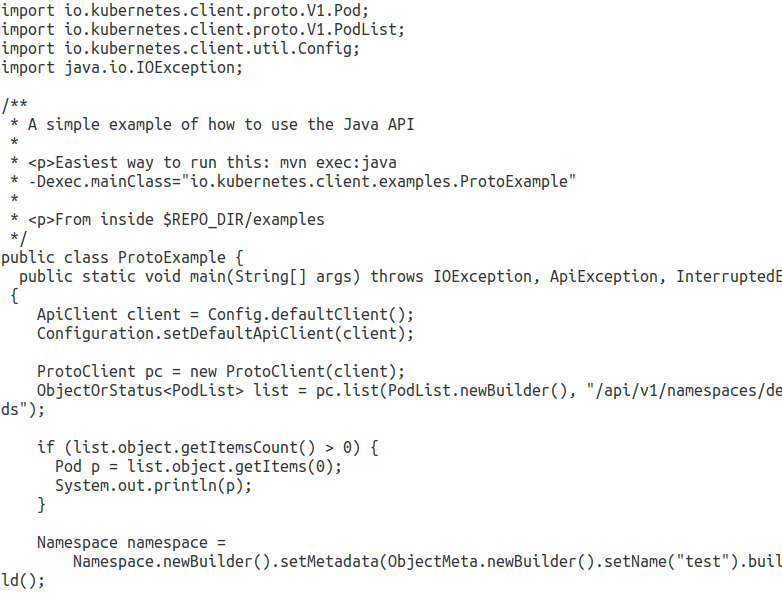 import io.kubernetes.client.proto.V1.Pod;
import io.kubernetes.client.proto.V1.PodList;
import io.kubernetes.client.util.Config;
import java.io.IOException;

/**
 * A simple example of how to use the Java API
 *
 * <p>Easiest way to run this: mvn exec:java
 * -Dexec.mainClass="io.kubernetes.client.examples.ProtoExample"
 *
 * <p>From inside $REPO_DIR/examples
 */
public class ProtoExample {
  public static void main(String[] args) throws IOException, ApiException, InterruptedE
 {
    ApiClient client = Config.defaultClient();
    Configuration.setDefaultApiClient(client);

    ProtoClient pc = new ProtoClient(client);
    ObjectOrStatus<PodList> list = pc.list(PodList.newBuilder(), "/api/v1/namespaces/de
ds");

    if (list.object.getItemsCount() > 0) {
      Pod p = list.object.getItems(0);
      System.out.println(p);
    }

    Namespace namespace =
        Namespace.newBuilder().setMetadata(ObjectMeta.newBuilder().setName("test").buil
ld();